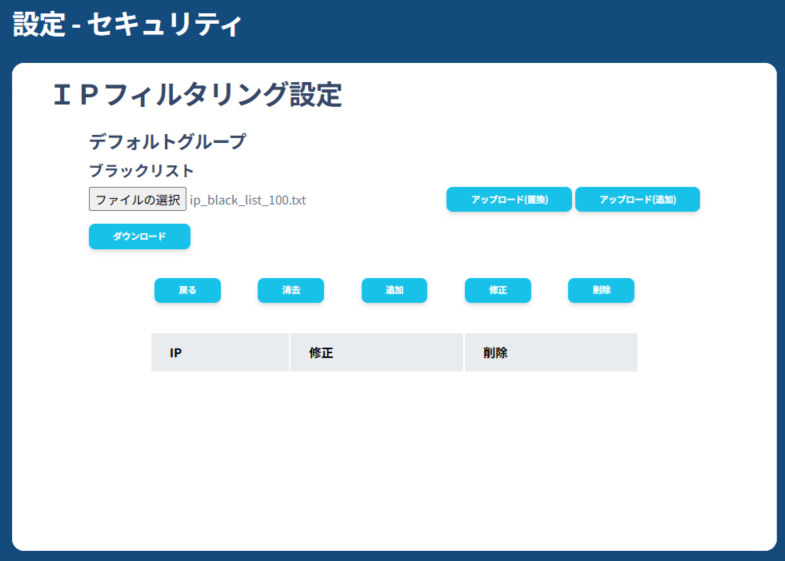 設定 - セキュリティ
ＩＰフィルタリング設定
デフォルトグループ
ブラックリスト
ファイルの選択 ip_black_list_100.txt アップロード(置換) アップロード(追加)
ダウンロード
戻る 清去 追加 修正 削除
IP 修正 削除